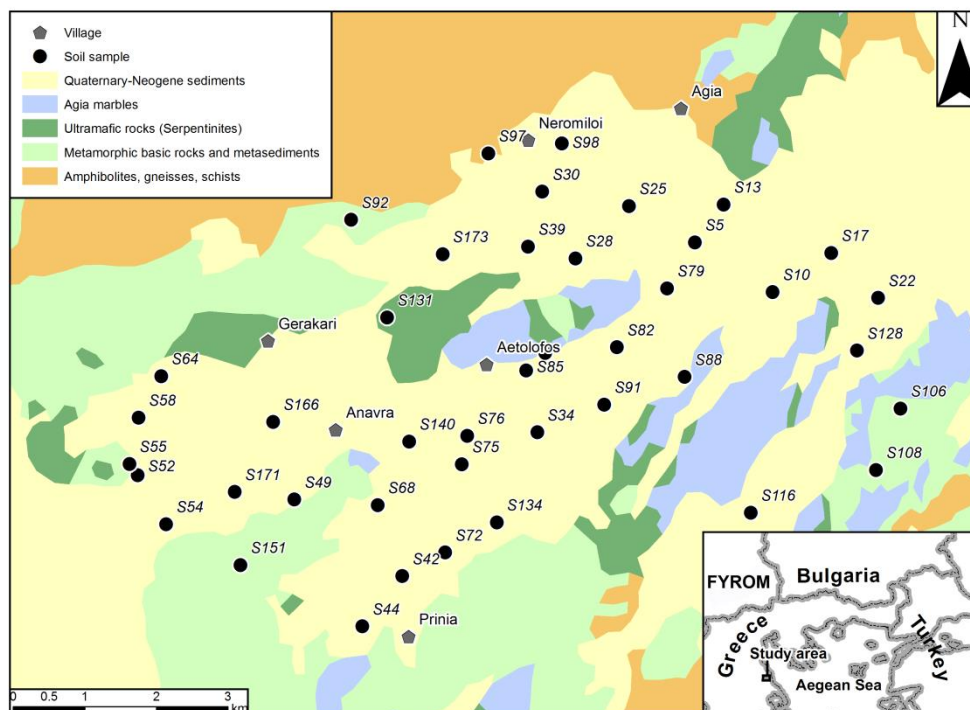 Village
Soil sample
Quaternary-Neogene sediments
Agia marbles
Ultramafic rocks (Serpentinites)
Metamorphic basic rocks and metasediments
Amphibolites, gneisses, schists
N
Agia
Neromiloi
S97
S98
S30
S25
S13
S92
S173
S39
S28
S5
S17
S79
S10
S22
S131
Gerakari
S82
S128
S64
Aetolofos
S85
S88
S58
S166
Anavra
S91
S106
S140
S76
S34
S55
S75
S52
S108
S171
S49
S68
S54
S134
S116
S151
S72
S42
S44
Prinia
FYROM
Bulgaria
Greece
Turkey
Study area
Aegean Sea
0 0.5 1 2 3
km